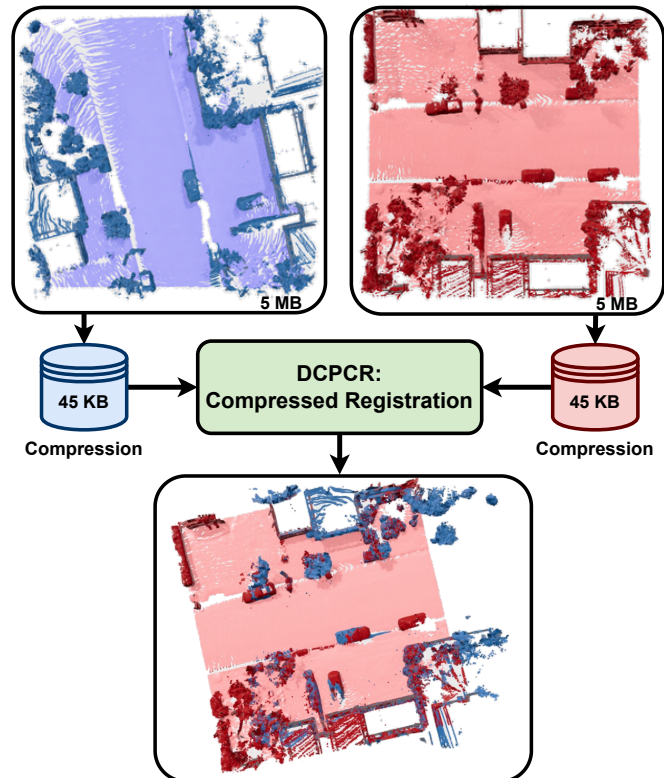 5 MB
5 MB
45 KB
DCPCR:
Compressed Registration
45 KB
Compression
Compression